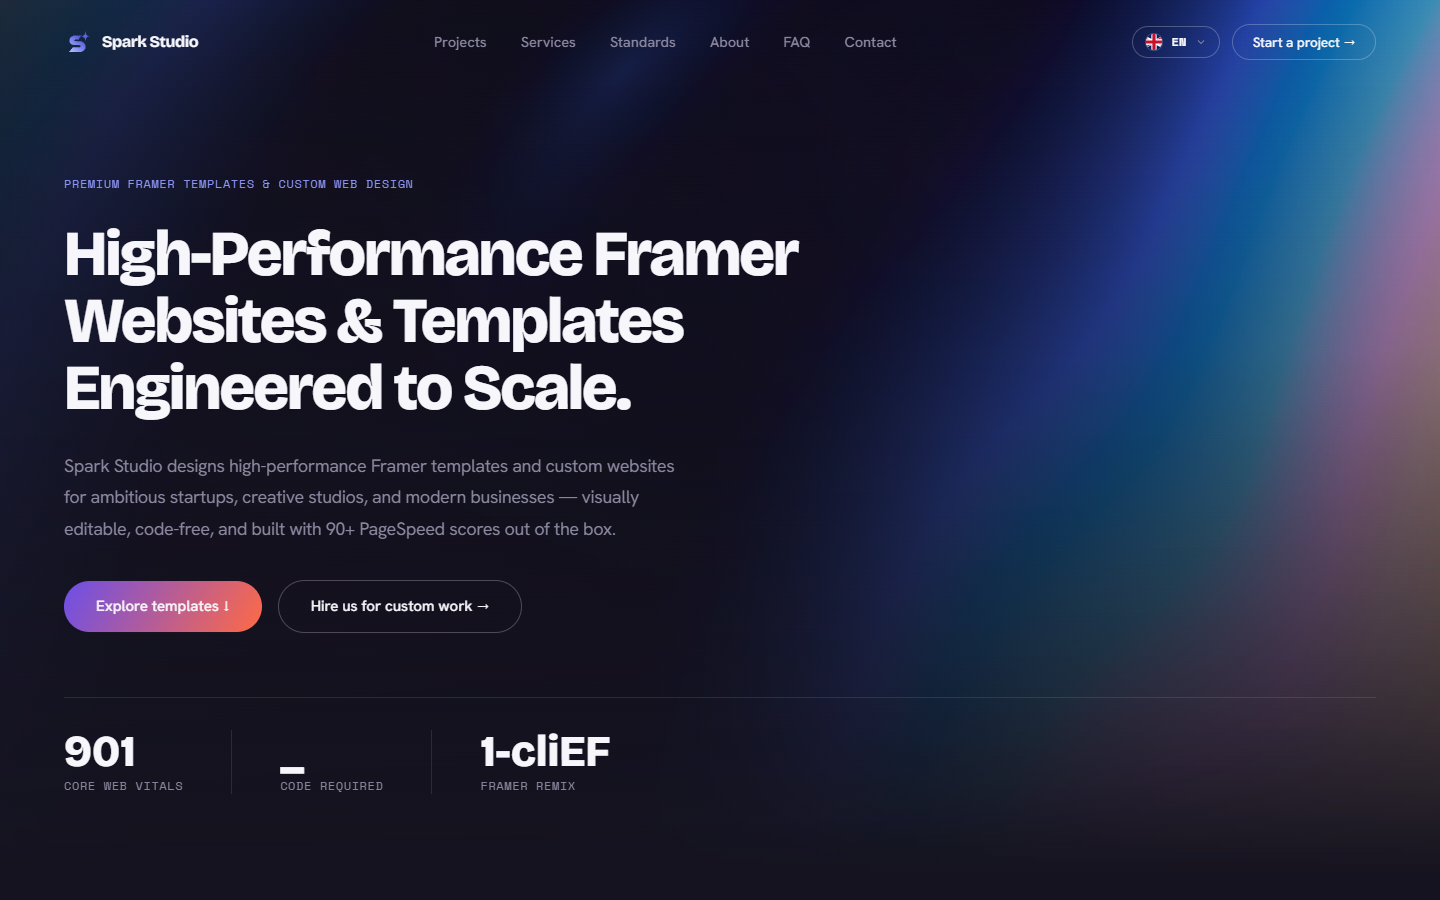 Spark Studio
Projects
Services
Standards
About
FAQ
Contact
EN
Start a project →
PREMIUM FRAMER TEMPLATES & CUSTOM WEB DESIGN
High-Performance Framer
Websites & Templates
Engineered to Scale.
Spark Studio designs high-performance Framer templates and custom websites
for ambitious startups, creative studios, and modern businesses — visually
editable, code-free, and built with 90+ PageSpeed scores out of the box.
Explore templates ↓
Hire us for custom work →
901
CORE WEB VITALS
_
CODE REQUIRED
1-cliEF
FRAMER REMIX